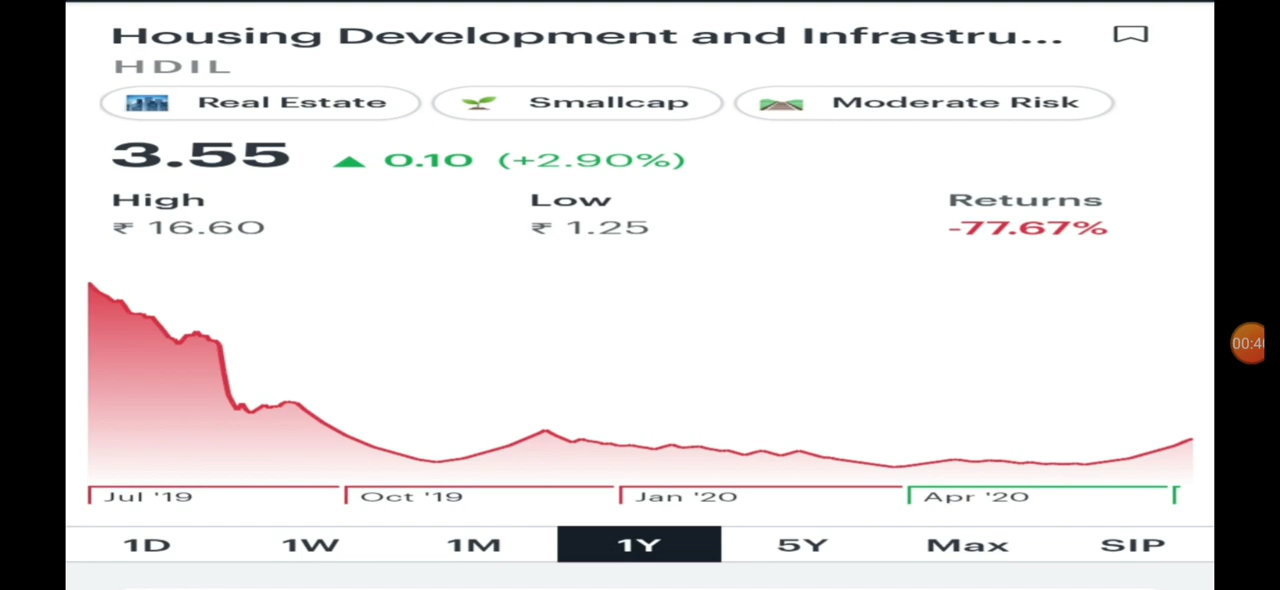 Housing Development and Infrastru...
HDIL
Real Estate Smallcap Moderate Risk
3.55 ▲ 0.10 (+2.90%)
High Low Returns
₹ 16.60 ₹ 1.25 -77.67%
Jul '19 Oct '19 Jan '20 Apr '20
1D 1W 1M 1Y 5Y Max SIP